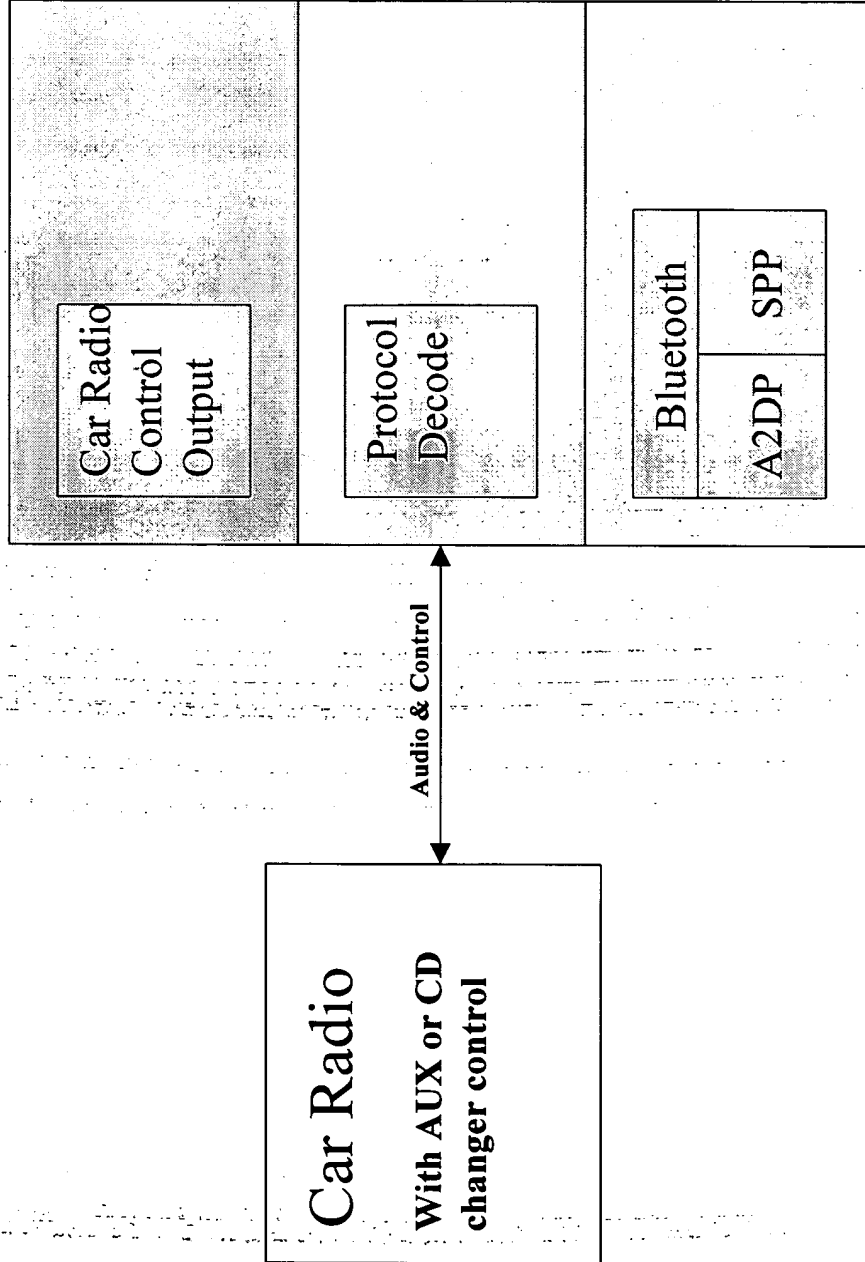 Car Radio
With AUX or CD
changer control
Audio & Control
Car Radio
Control
Output
Protocol
Decode
Bluetooth
A2DP
SPP